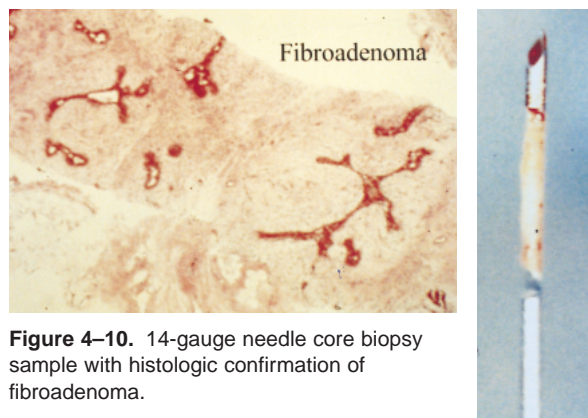 Fibroadenoma
Figure 4–10. 14-gauge needle core biopsy
sample with histologic confirmation of
fibroadenoma.